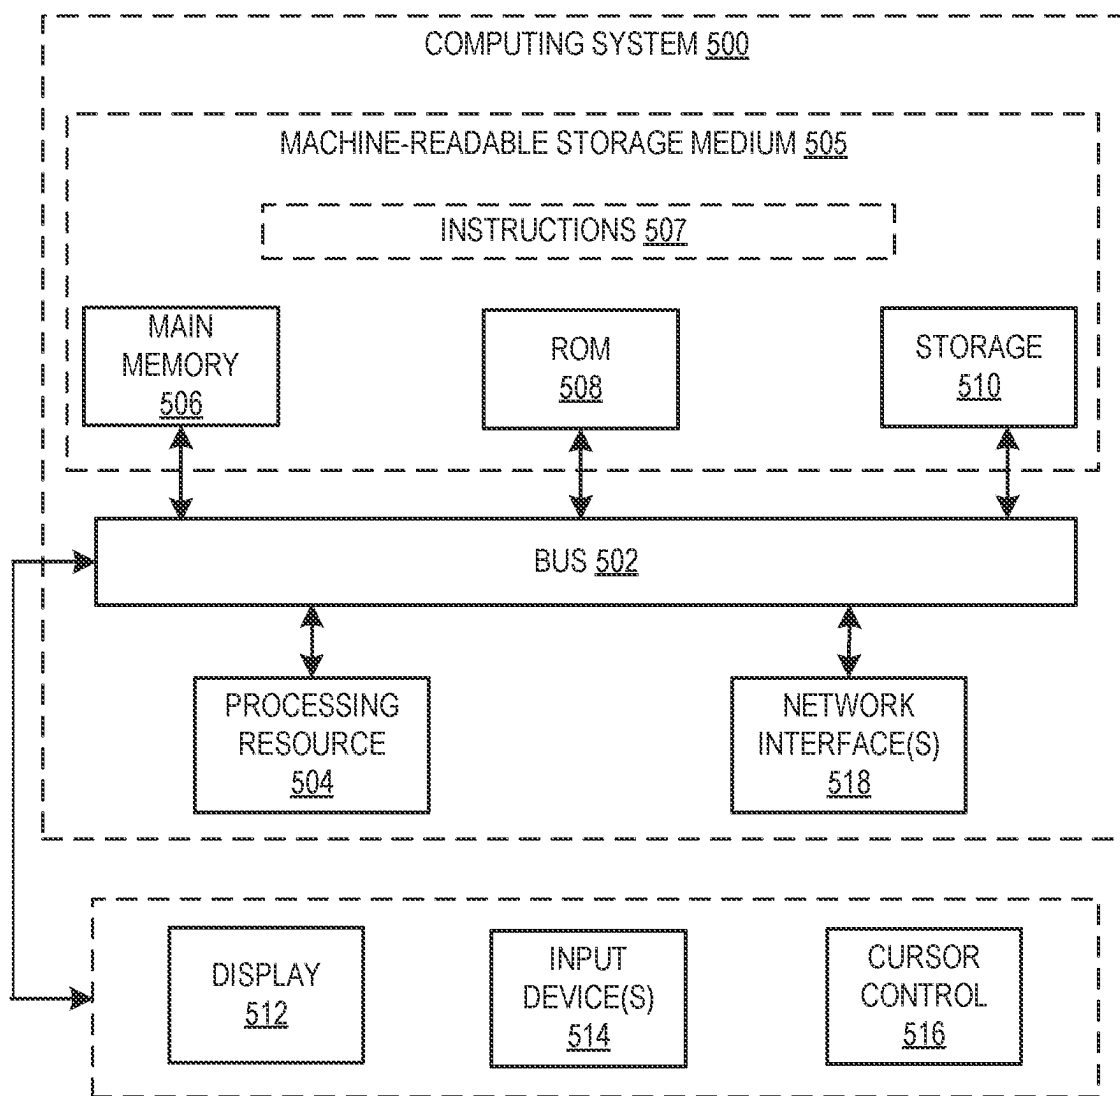 COMPUTING SYSTEM 500
MACHINE-READABLE STORAGE MEDIUM 505
INSTRUCTIONS 507
MAIN
MEMORY
506
ROM
508
STORAGE
510
BUS 502
PROCESSING
RESOURCE
504
NETWORK
INTERFACE(S)
518
DISPLAY
512
INPUT
DEVICE(S)
514
CURSOR
CONTROL
516